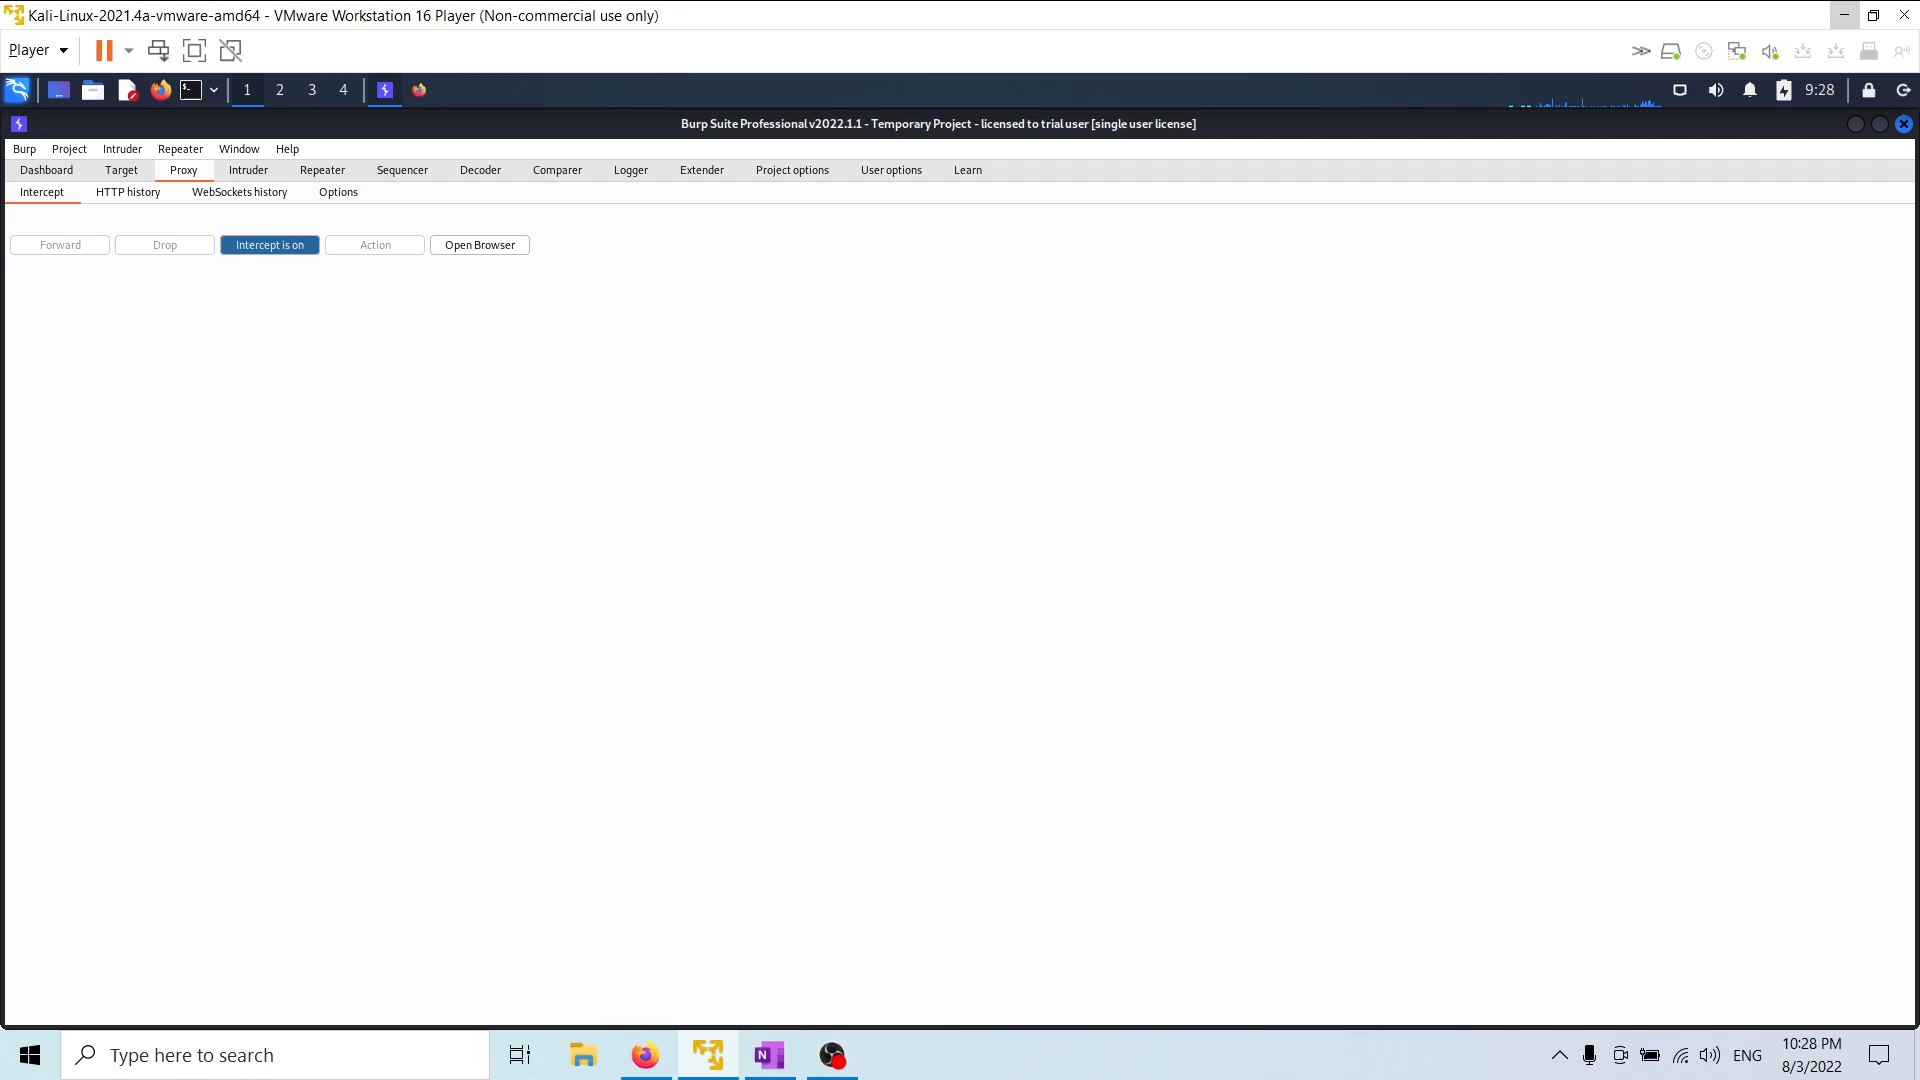 Kali-Linux-2021.4a-vmware-amd64 - VMware Workstation 16 Player (Non-commercial use only)
Player
1 2 3 4 9:28
Burp Suite Professional v2022.1.1 - Temporary Project - licensed to trial user [single user license]
Burp Project Intruder Repeater Window Help
Dashboard Target Proxy Intruder Repeater Sequencer Decoder Comparer Logger Extender Project options User options Learn
Intercept HTTP history WebSockets history Options
Forward Drop Intercept is on Action Open Browser
Type here to search
ENG
10:28 PM
8/3/2022